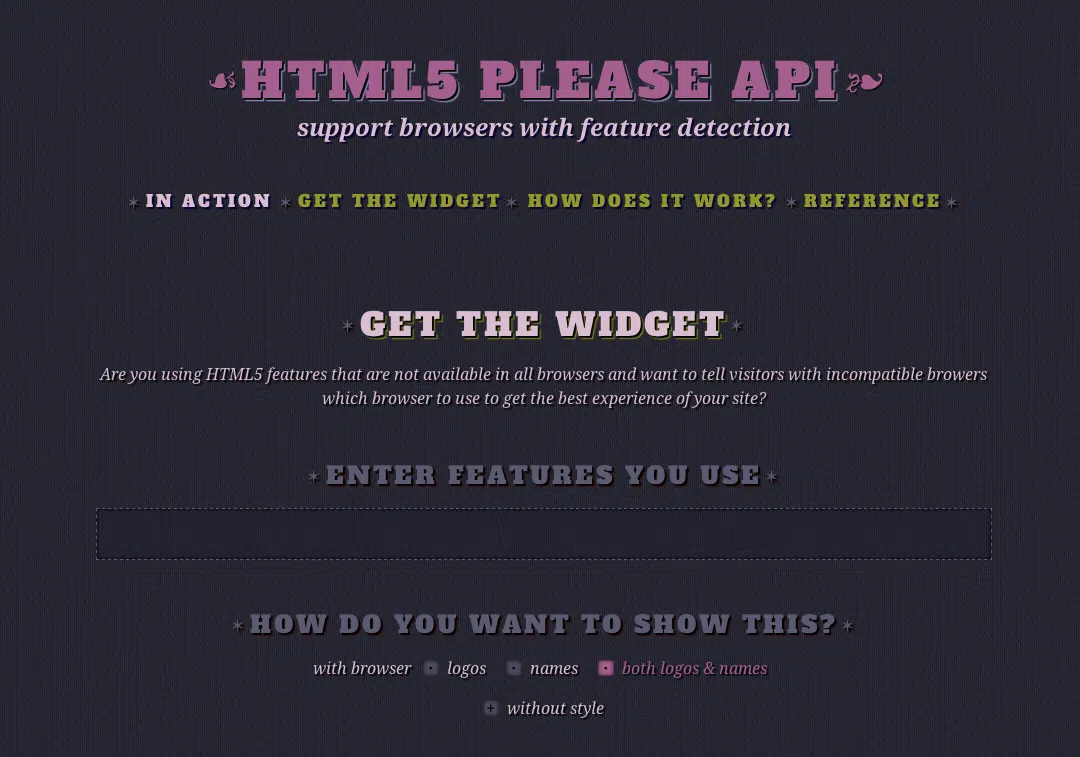 HTML5 PLEASE API
support browsers with feature detection
IN ACTION GET THE WIDGET HOW DOES IT WORK? REFERENCE
GET THE WIDGET
Are you using HTML5 features that are not available in all browsers and want to tell visitors with incompatible browers
which browser to use to get the best experience of your site?
ENTER FEATURES YOU USE
HOW DO YOU WANT TO SHOW THIS?
with browser logos names both logos & names
without style